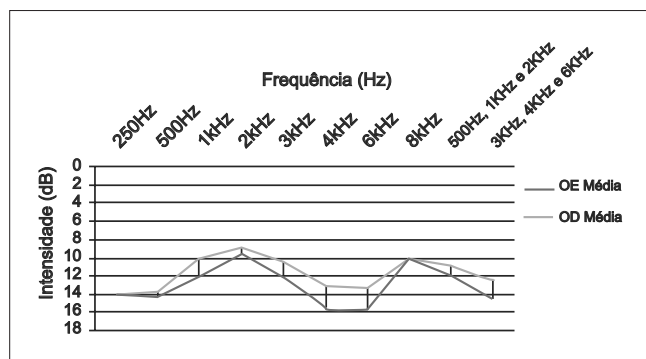 Frequência (Hz)
250Hz
500Hz
1kHz
2kHz
3kHz
4kHz
6kHz
8kHz
500Hz, 1KHz e 2KHz
3KHz, 4KHz e 6KHz
Intensidade (dB)
0
2
4
6
8
10
12
14
16
18
OE Média
OD Média